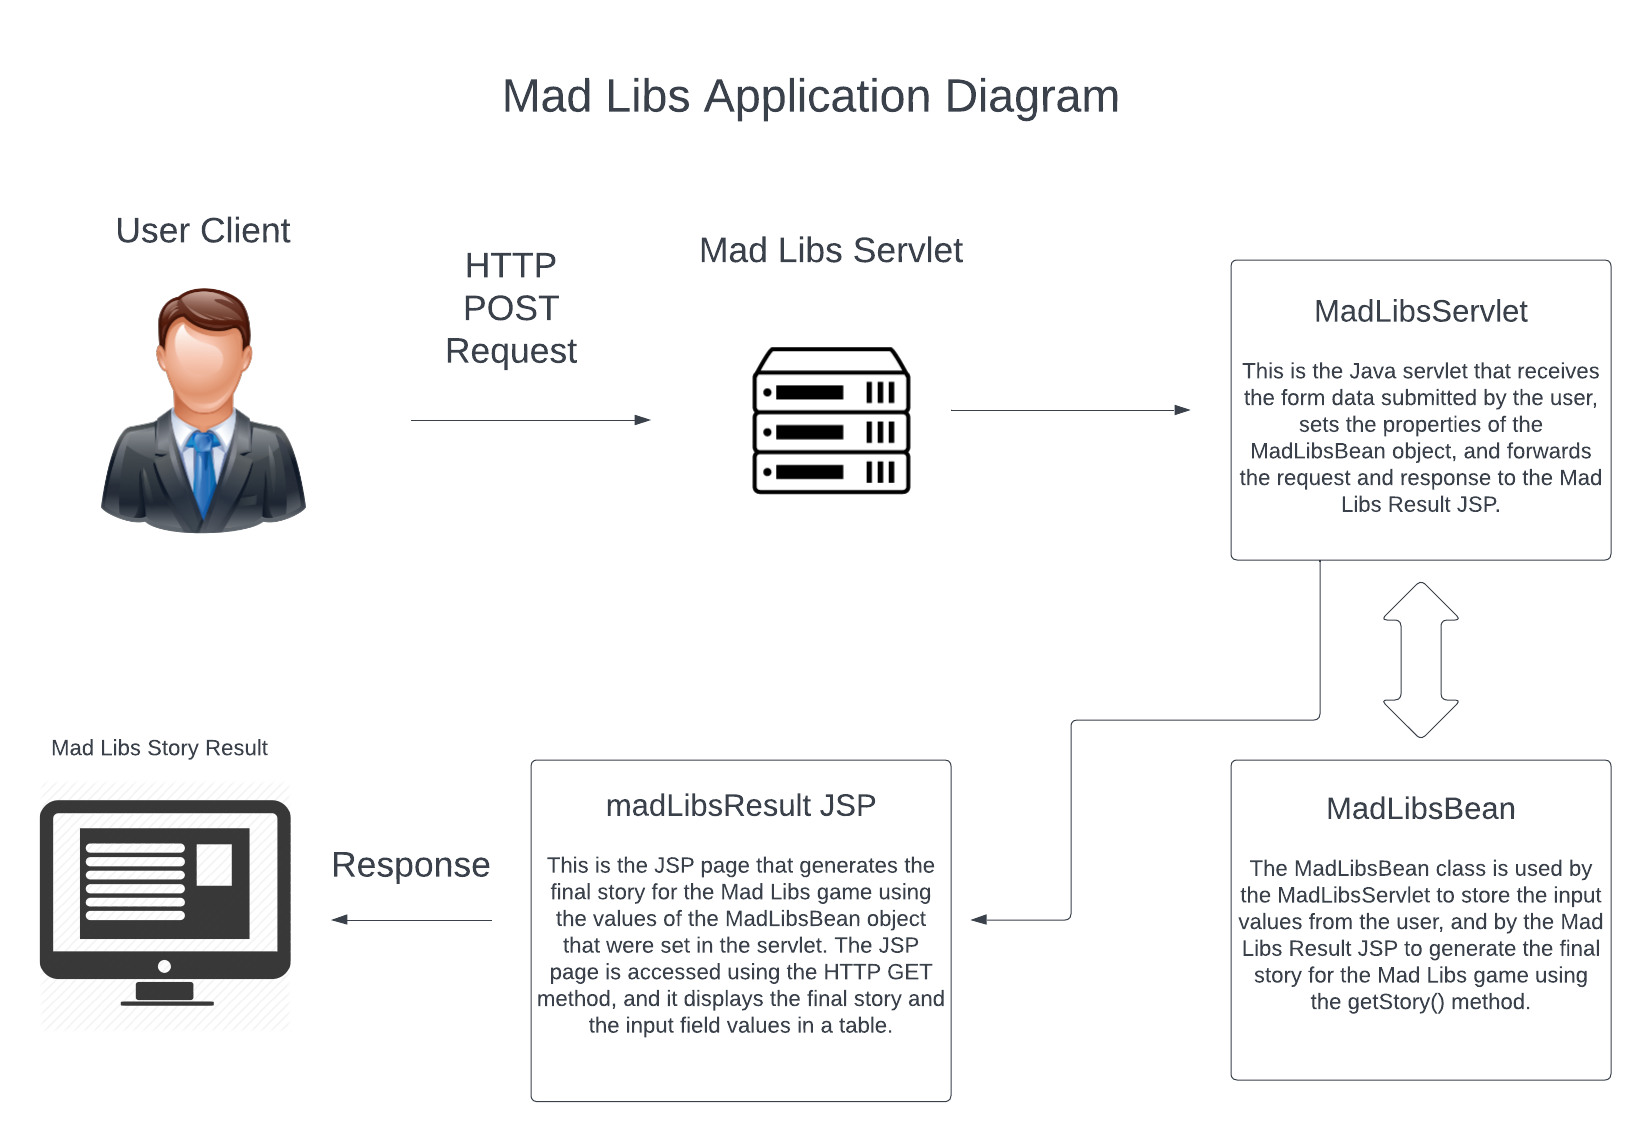 Mad Libs Application Diagram
User Client
HTTP
POST
Request
Mad Libs Servlet
MadLibsServlet
This is the Java servlet that receives
the form data submitted by the user,
sets the properties of the
MadLibsBean object, and forwards
the request and response to the Mad
Libs Result JSP.
Mad Libs Story Result
Response
madLibsResult JSP
This is the JSP page that generates the
final story for the Mad Libs game using
the values of the MadLibsBean object
that were set in the servlet. The JSP
page is accessed using the HTTP GET
method, and it displays the final story and
the input field values in a table.
MadLibsBean
The MadLibsBean class is used by
the MadLibsServlet to store the input
values from the user, and by the Mad
Libs Result JSP to generate the final
story for the Mad Libs game using
the getStory() method.